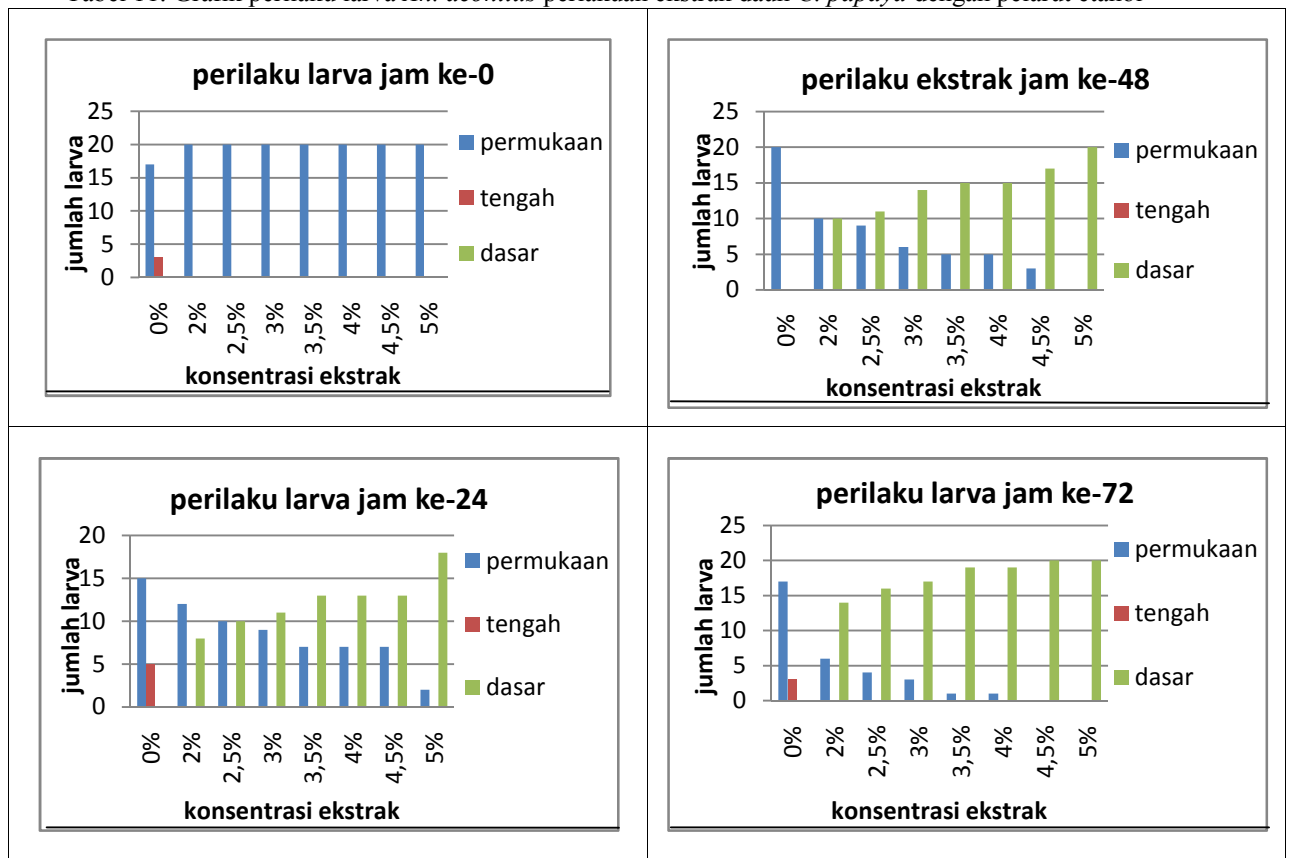 perilaku larva jam ke-0
25
20
15
10
5
0
jumlah larva
0% 2% 2,5% 3% 3,5% 4% 4,5% 5%
konsentrasi ekstrak
permukaan
tengah
dasar
perilaku ekstrak jam ke-48
25
20
15
10
5
0
jumlah larva
0% 2% 2,5% 3% 3,5% 4% 4,5% 5%
konsentrasi ekstrak
permukaan
tengah
dasar
perilaku larva jam ke-24
20
15
10
5
0
jumlah larva
0% 2% 2,5% 3% 3,5% 4% 4,5% 5%
konsentrasi ekstrak
permukaan
tengah
dasar
perilaku larva jam ke-72
25
20
15
10
5
0
jumlah larva
0% 2% 2,5% 3% 3,5% 4% 4,5% 5%
konsentrasi ekstrak
permukaan
tengah
dasar